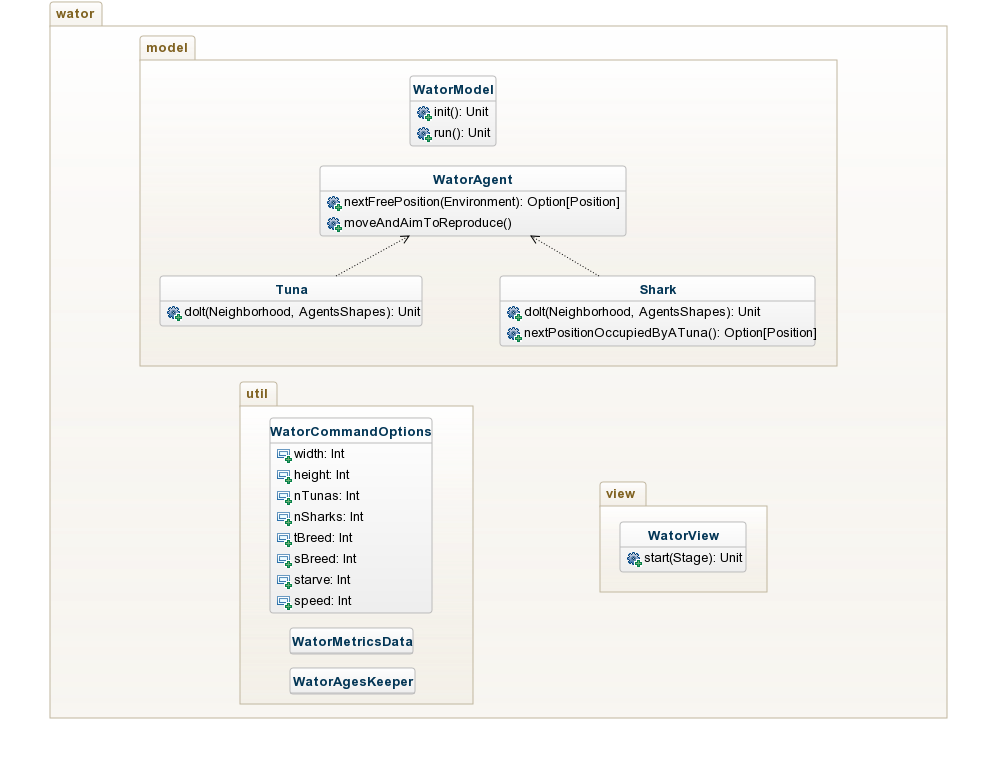 wator
model
WatorModel
init(): Unit
run(): Unit
WatorAgent
nextFreePosition(Environment): Option[Position]
moveAndAimToReproduce()
Tuna
doIt(Neighborhood, AgentsShapes): Unit
Shark
doIt(Neighborhood, AgentsShapes): Unit
nextPositionOccupiedByATuna(): Option[Position]
util
WatorCommandOptions
width: Int
height: Int
nTunas: Int
nSharks: Int
tBreed: Int
sBreed: Int
starve: Int
speed: Int
WatorMetricsData
WatorAgesKeeper
view
WatorView
start(Stage): Unit